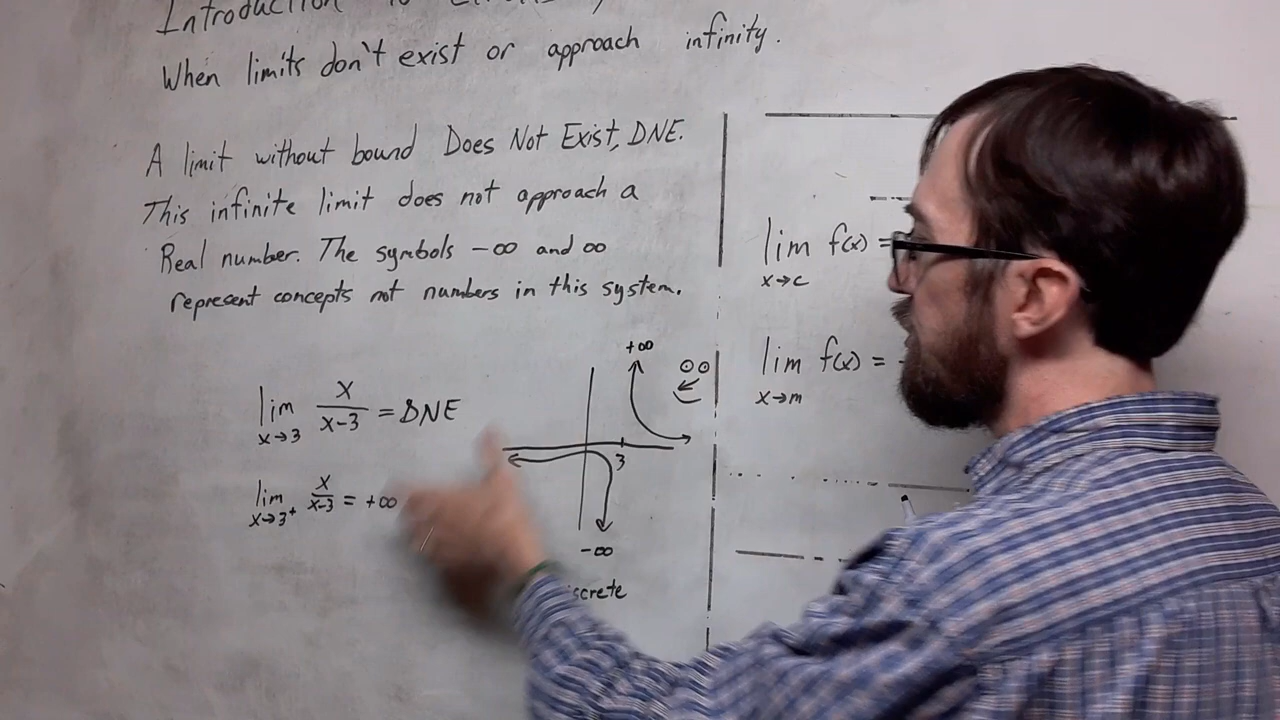 Introduction to
When limits don't exist or approach infinity.
A limit without bound Does Not Exist, DNE.
This infinite limit does not approach a
Real number. The symbols -∞ and ∞
represent concepts not numbers in this system.
lim x→3 x/(x-3) = DNE
lim x→3⁺ x/(x-3) = +∞
+∞
∞
3
-∞
iscrete
lim x→c f(x) =
lim x→m f(x) =